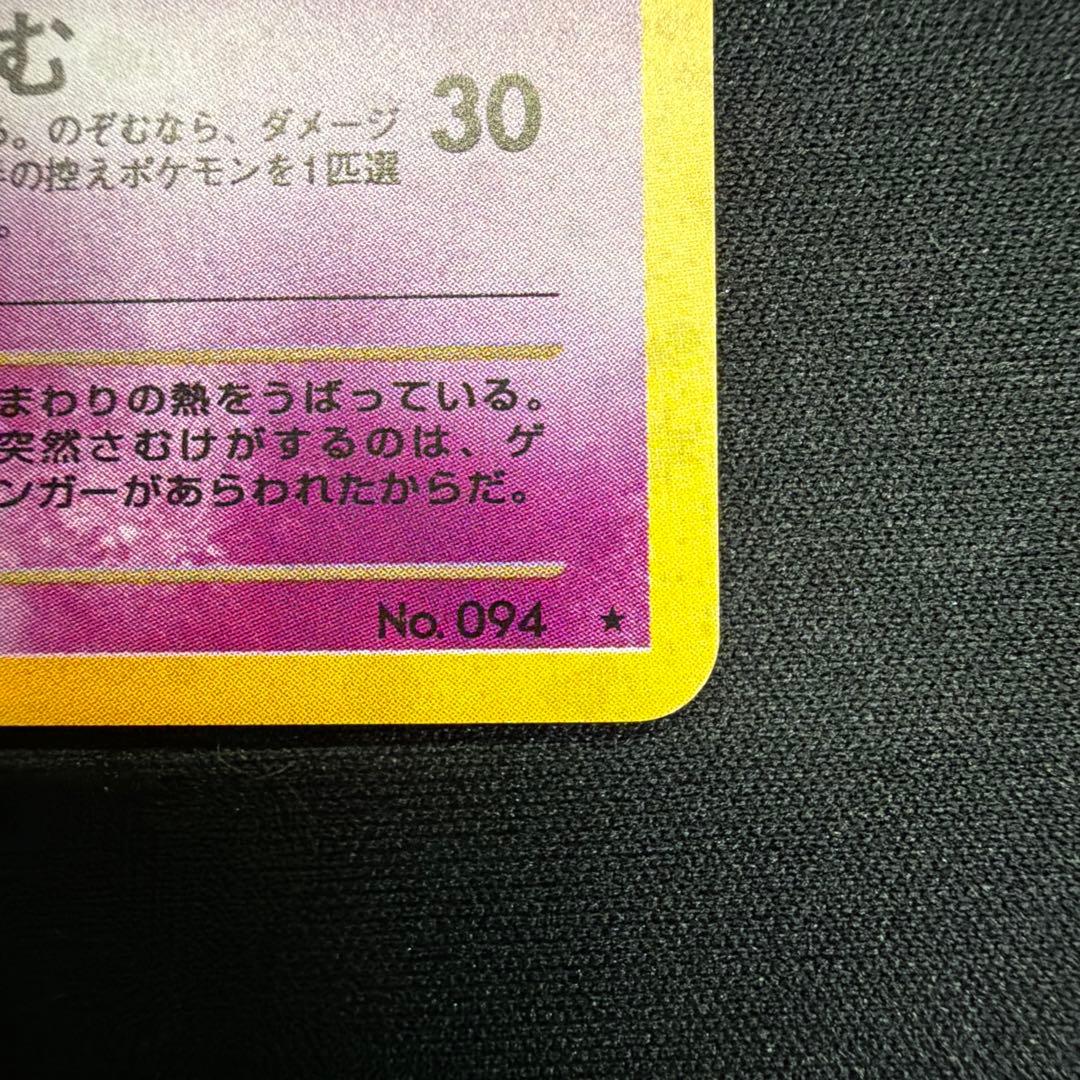 む 30
る。のぞむなら、ダメージ
手の控えポケモンを1匹選
。
まわりの熱をうばっている。
突然さむけがするのは、ゲ
ンガーがあらわれたからだ。
No. 094 ★